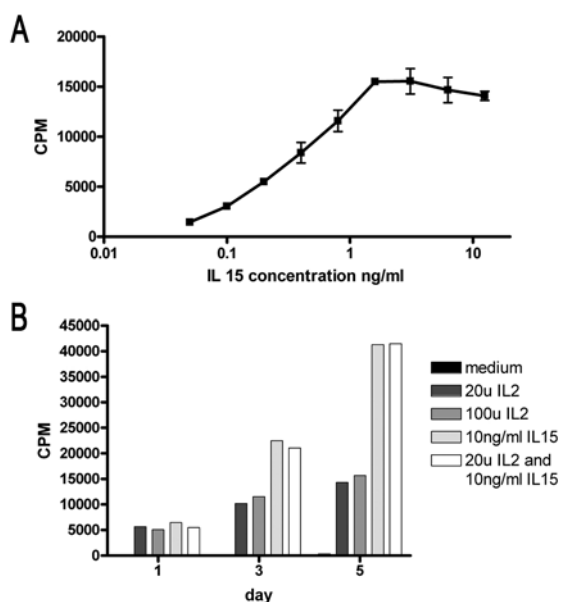 A
20000
15000
10000
5000
0
CPM
0.01 0.1 1 10
IL 15 concentration ng/ml
B
45000
40000
35000
30000
25000
20000
15000
10000
5000
0
CPM
1 3 5
day
medium
20u IL2
100u IL2
10ng/ml IL15
20u IL2 and
10ng/ml IL15